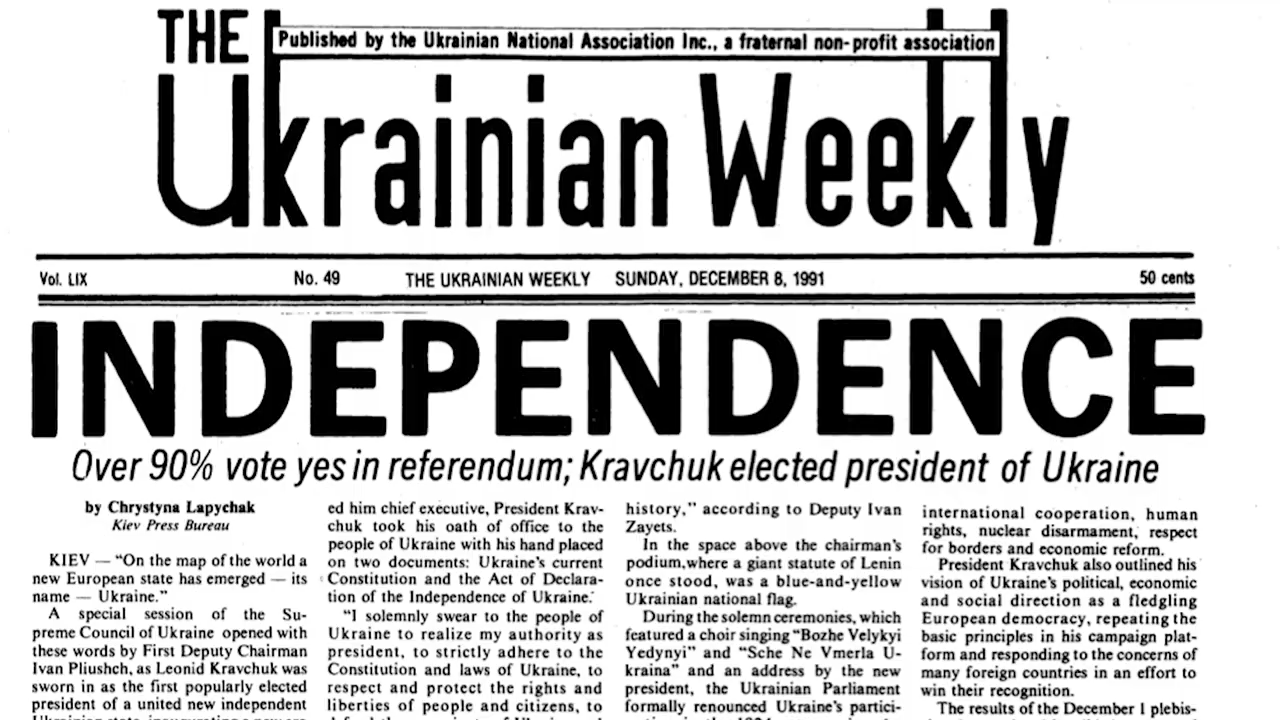 THE
Published by the Ukrainian National Association Inc., a fraternal non-profit association
Ukrainian Weekly
Vol. LIX No. 49 THE UKRAINIAN WEEKLY SUNDAY, DECEMBER 8, 1991 50 cents
INDEPENDENCE
Over 90% vote yes in referendum; Kravchuk elected president of Ukraine
by Chrystyna Lapychak
Kiev Press Bureau
KIEV — “On the map of the world a
new European state has emerged — its
name — Ukraine.”
A special session of the Su-
preme Council of Ukraine opened with
these words by First Deputy Chairman
Ivan Pliushch, as Leonid Kravchuk was
sworn in as the first popularly elected
president of a united new independent
ed him chief executive, President Krav-
chuk took his oath of office to the
people of Ukraine with his hand placed
on two documents: Ukraine's current
Constitution and the Act of Declara-
tion of the Independence of Ukraine.
“I solemnly swear to the people of
Ukraine to realize my authority as
president, to strictly adhere to the
Constitution and laws of Ukraine, to
respect and protect the rights and
liberties of people and citizens, to
history,” according to Deputy Ivan
Zayets.
In the space above the chairman's
podium,where a giant statute of Lenin
once stood, was a blue-and-yellow
Ukrainian national flag.
During the solemn ceremonies, which
featured a choir singing “Bozhe Velykyi
Yedynyi” and “Sche Ne Vmerla U-
kraina” and an address by the new
president, the Ukrainian Parliament
formally renounced Ukraine's partici-
international cooperation, human
rights, nuclear disarmament, respect
for borders and economic reform.
President Kravchuk also outlined his
vision of Ukraine's political, economic
and social direction as a fledgling
European democracy, repeating the
basic principles in his campaign plat-
form and responding to the concerns of
many foreign countries in an effort to
win their recognition.
The results of the December 1 plebis-